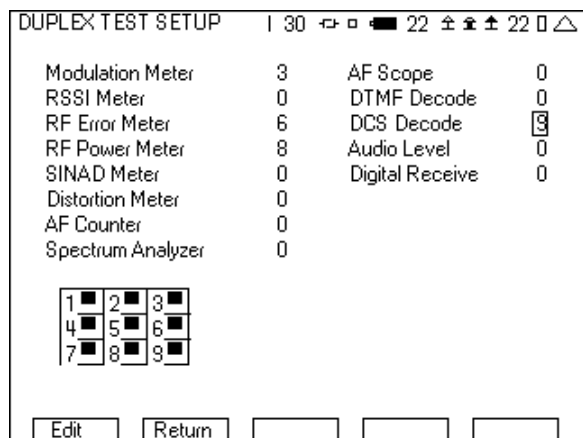 DUPLEX TEST SETUP | 30 22 22
Modulation Meter 3 AF Scope 0
RSSI Meter 0 DTMF Decode 0
RF Error Meter 6 DCS Decode 9
RF Power Meter 8 Audio Level 0
SINAD Meter 0 Digital Receive 0
Distortion Meter 0
AF Counter 0
Spectrum Analyzer 0
1 2 3
4 5 6
7 8 9
Edit Return